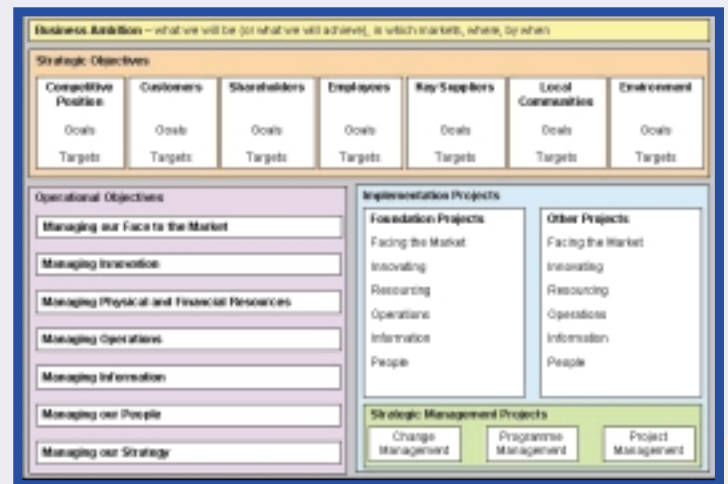 Business Ambition – what we will be (or what we will achieve), in which markets, where, by when
Strategic Objectives
Competitive Position
Goals
Targets
Customers
Goals
Targets
Shareholders
Goals
Targets
Employees
Goals
Targets
Key Suppliers
Goals
Targets
Local Communities
Goals
Targets
Environment
Goals
Targets
Operational Objectives
Managing our Face to the Market
Managing Innovation
Managing Physical and Financial Resources
Managing Operations
Managing Information
Managing our People
Managing our Strategy
Implementation Projects
Foundation Projects
Facing the Market
Innovating
Resourcing
Operations
Information
People
Other Projects
Facing the Market
Innovating
Resourcing
Operations
Information
People
Strategic Management Projects
Change
Management
Programme
Management
Project
Management